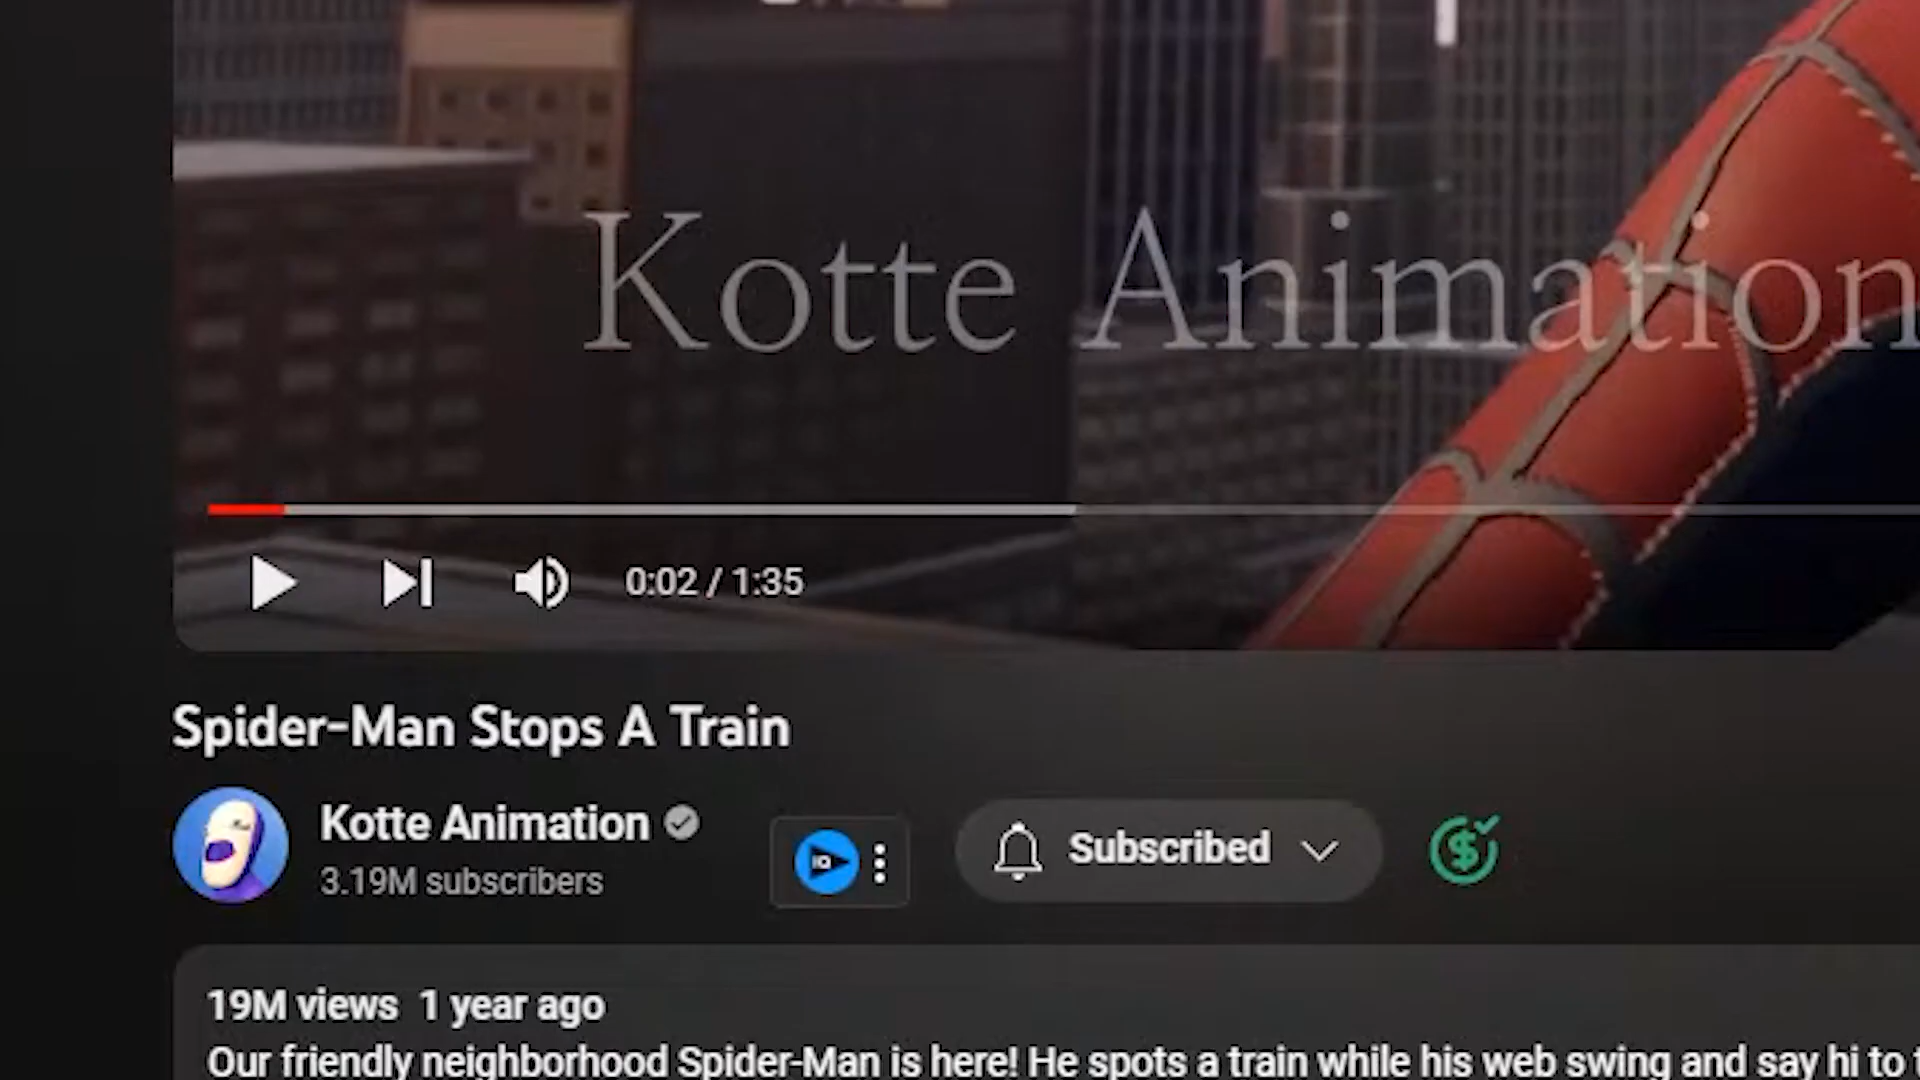 Kotte Animation
0:02 / 1:35
Spider-Man Stops A Train
Kotte Animation
3.19M subscribers
IQ
Subscribed
$
19M views 1 year ago
Our friendly neighborhood Spider-Man is here! He spots a train while his web swing and say hi to